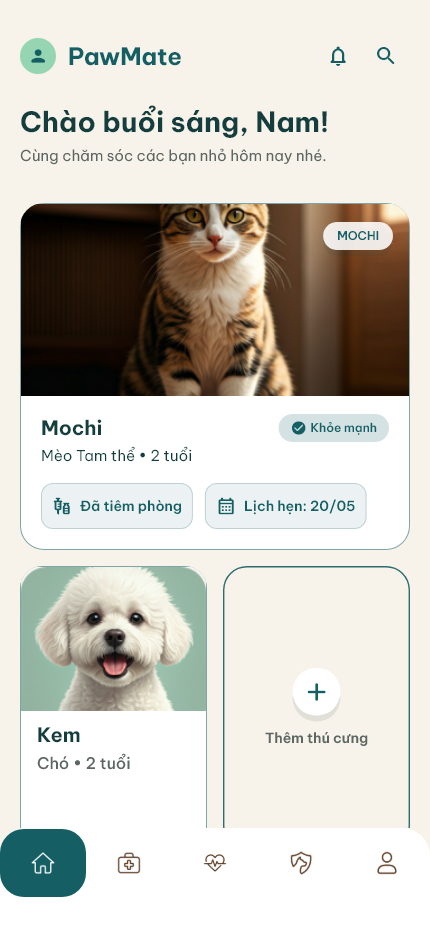 PawMate
Chào buổi sáng, Nam!
Cùng chăm sóc các bạn nhỏ hôm nay nhé.
MOCHI
Mochi
Khỏe mạnh
Mèo Tam thể • 2 tuổi
Đã tiêm phòng
Lịch hẹn: 20/05
Kem
Chó • 2 tuổi
Thêm thú cưng